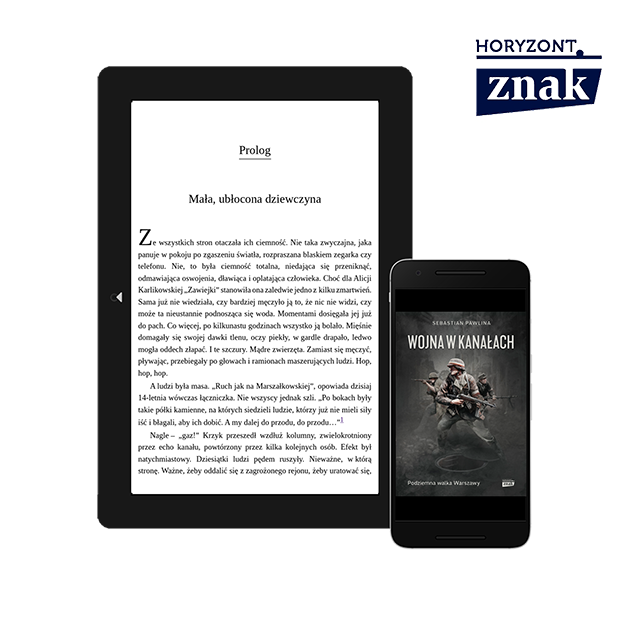 HORYZONT
znak
Prolog
Mała, ubłocona dziewczyna
Ze wszystkich stron otaczała ich ciemność. Nie taka zwyczajna, jaka
panuje w pokoju po zgaszeniu światła, rozpraszana blaskiem zegarka czy
telefonu. Nie, to była ciemność totalna, niedająca się przeniknąć,
odmawiająca oswojenia, dławiąca i oplatająca człowieka. Choć dla Alicji
Karlikowskiej „Zawiejki” stanowiła ona zaledwie jedno z kilku zmartwień.
Sama już nie wiedziała, czy bardziej męczyło ją to, że nic nie widzi, czy
może ta nieustannie podnosząca się woda. Momentami dosięgała jej już
do pach. Co więcej, po kilkunastu godzinach wszystko ją bolało. Mięśnie
domagały się swojej dawki tlenu, oczy piekły, w gardle drapało, ledwo
mogła oddech złapać. I te szczury. Mądre zwierzęta. Zamiast się męczyć,
pływając, przebiegały po głowach i ramionach maszerujących ludzi. Hop,
hop, hop.
A ludzi była masa. „Ruch jak na Marszałkowskiej”, opowiada dzisiaj
14-letnia wówczas łączniczka. Nie wszyscy jednak szli. „Po bokach były
takie półki kamienne, na których siedzieli ludzie, którzy już nie mieli siły
iść i błagali, aby ich dobić. A my dalej do przodu, do przodu…”1
Nagle – „gaz!” Krzyk przeszedł wzdłuż kolumny, zwielokrotniony
przez echo kanału, powtórzony przez kilka kolejnych osób. Efekt był
natychmiastowy. Dziesiątki ludzi pędem ruszyły. Nieważne, w którą
stronę. Ważne, żeby oddalić się z zagrożonego rejonu, żeby uratować się,
SEBASTIAN PAWLINA
WOJNA W KANAŁACH
Podziemna walka Warszawy
znak